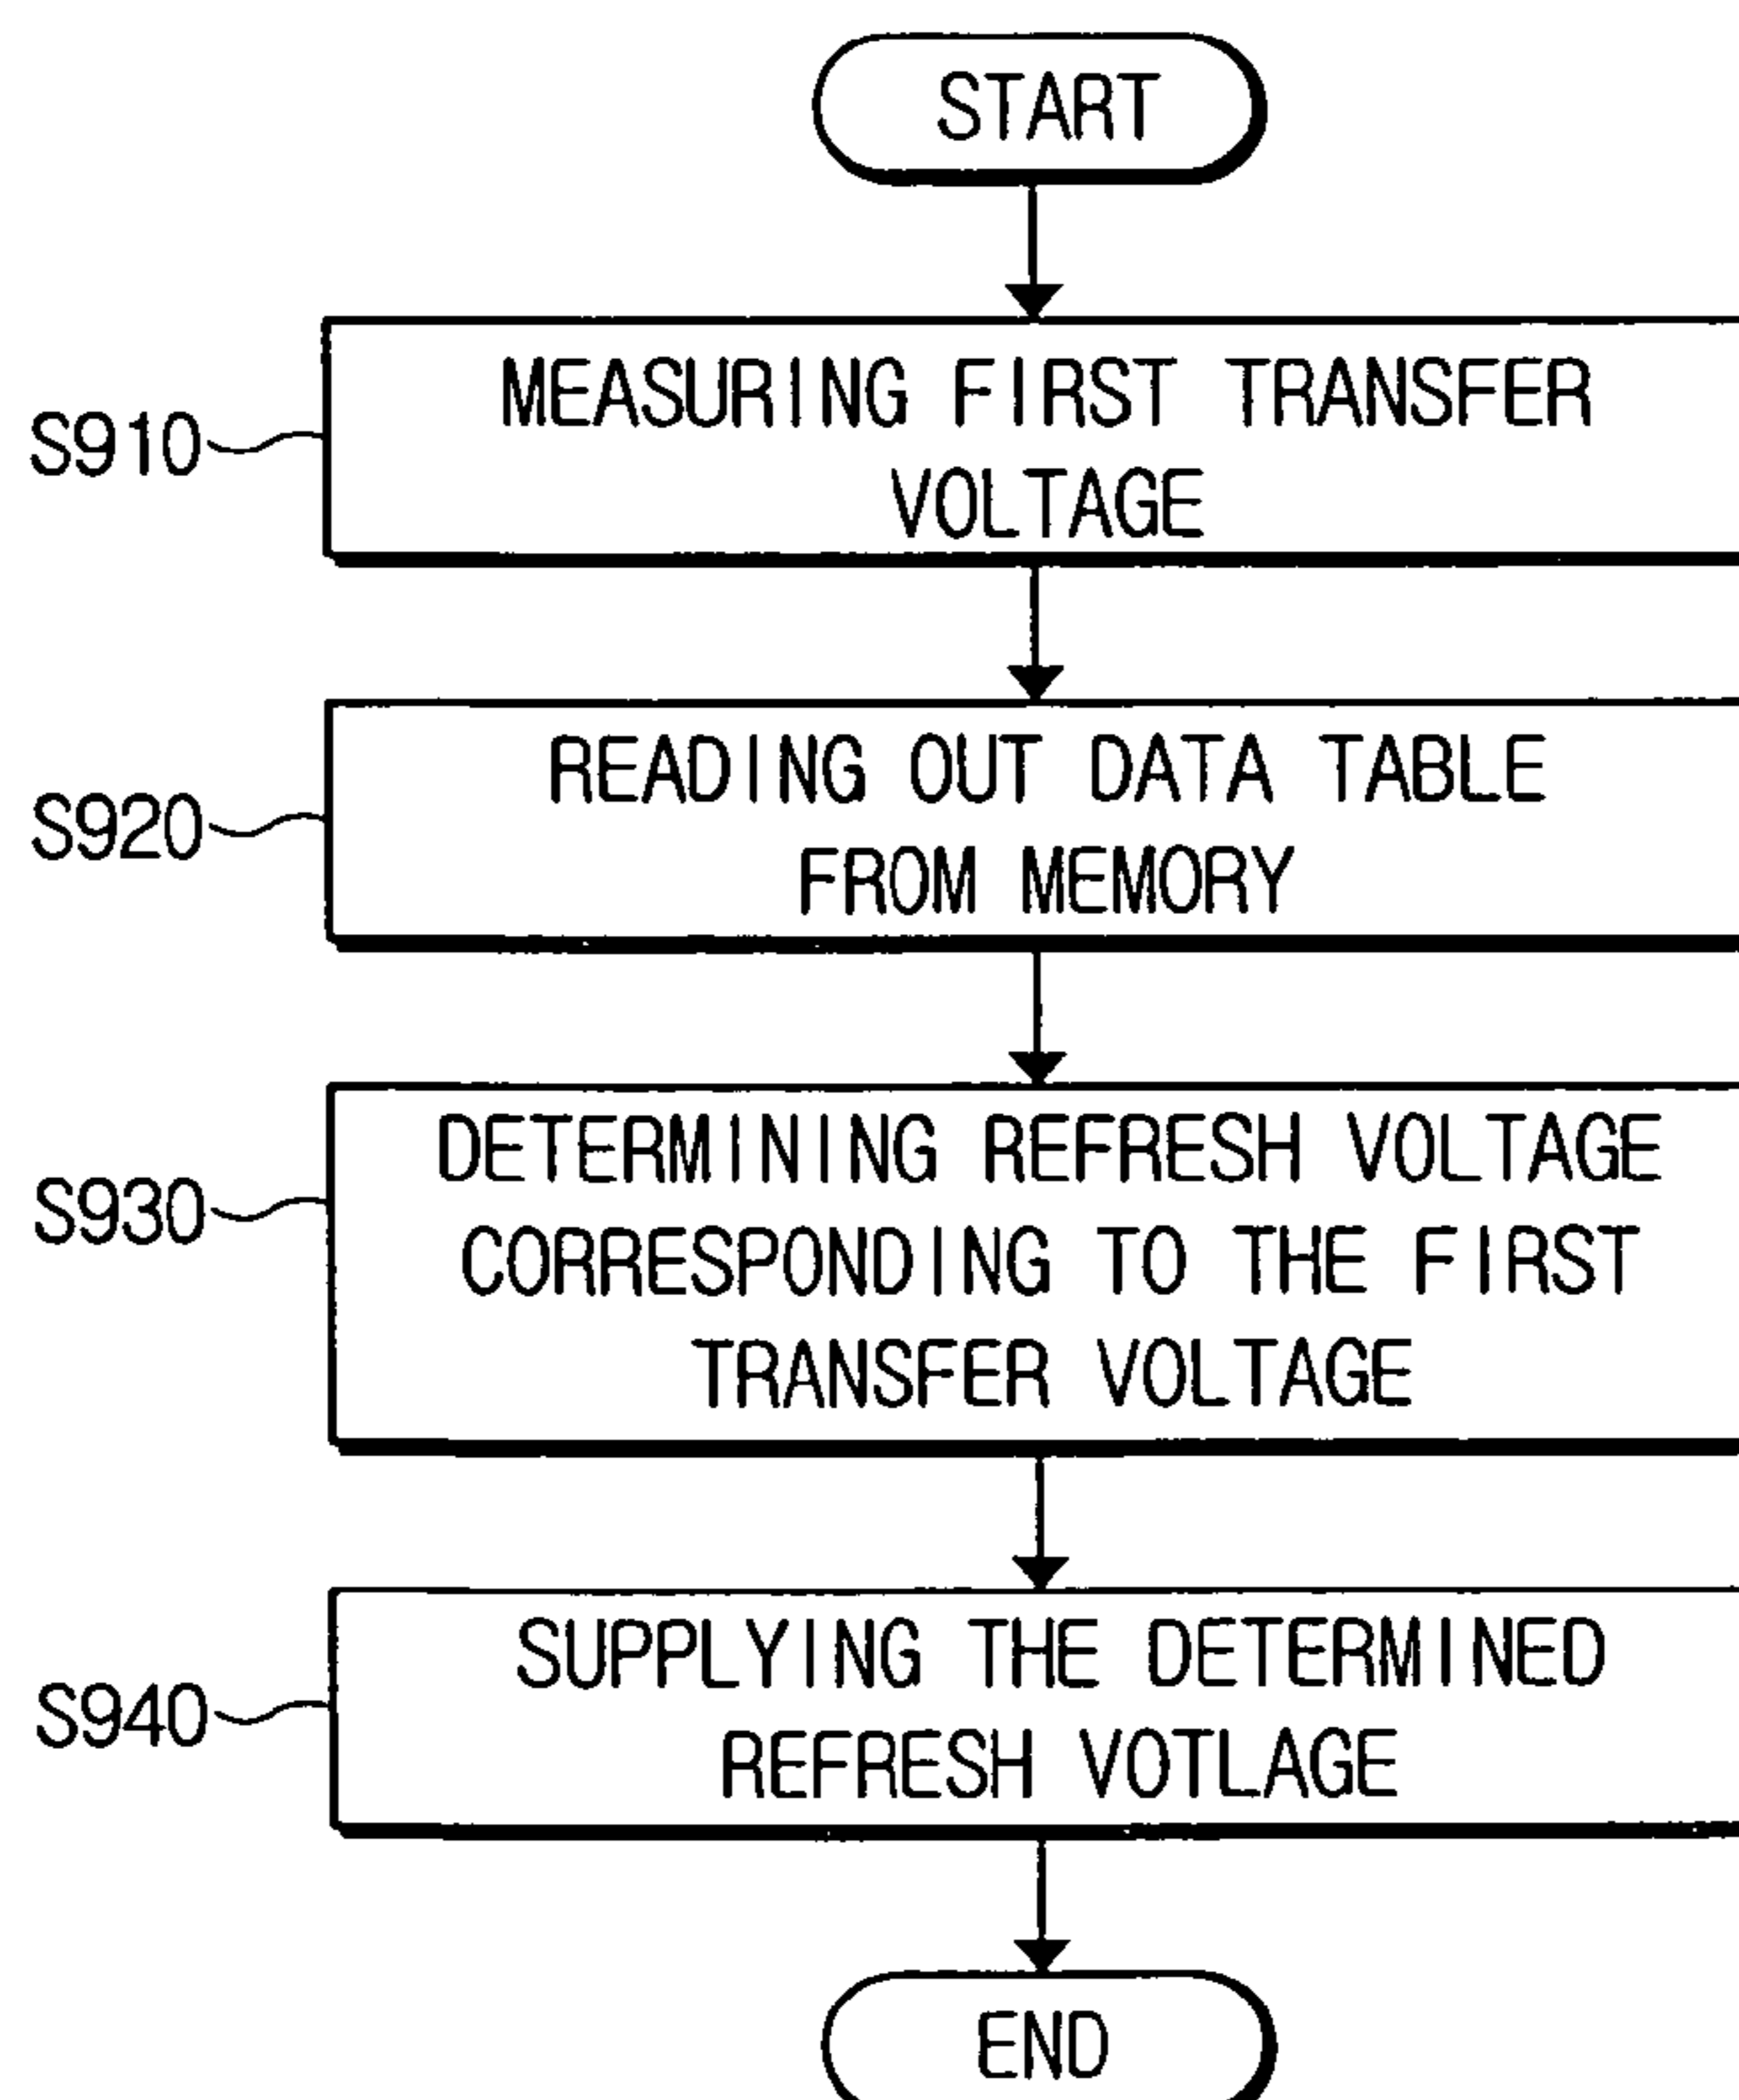 START
S910
MEASURING FIRST TRANSFER
VOLTAGE
S920
READING OUT DATA TABLE
FROM MEMORY
S930
DETERMINING REFRESH VOLTAGE
CORRESPONDING TO THE FIRST
TRANSFER VOLTAGE
S940
SUPPLYING THE DETERMINED
REFRESH VOTLAGE
END